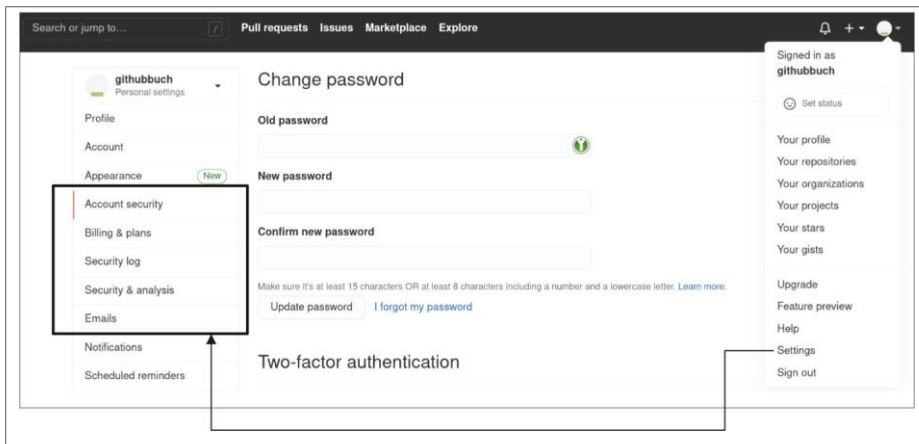 Search or jump to...
/
Pull requests Issues Marketplace Explore
githubbuch
Personal settings
Profile
Account
Appearance New
Account security
Billing & plans
Security log
Security & analysis
Emails
Notifications
Scheduled reminders
Change password
Old password
New password
Confirm new password
Make sure it's at least 15 characters OR at least 8 characters including a number and a lowercase letter. Learn more.
Update password I forgot my password
Two-factor authentication
Signed in as
githubbuch
Set status
Your profile
Your repositories
Your organizations
Your projects
Your stars
Your gists
Upgrade
Feature preview
Help
Settings
Sign out